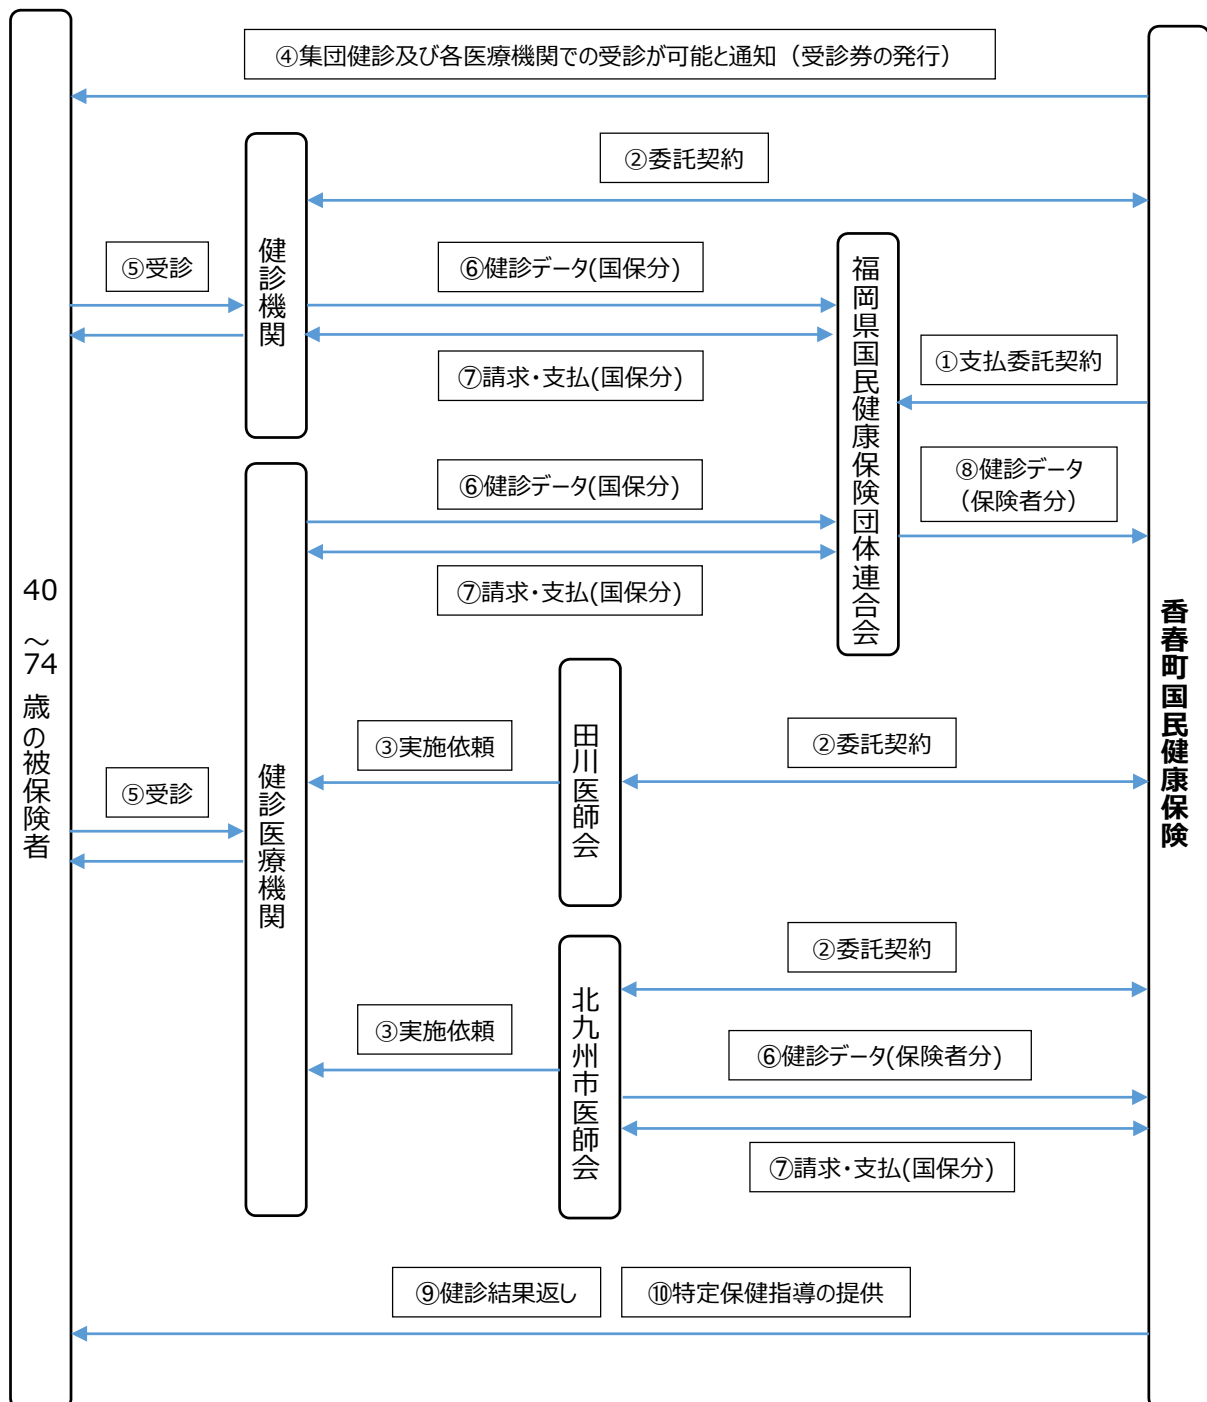 ④集団健診及び各医療機関での受診が可能と通知（受診券の発行）
②委託契約
健診機関
⑤受診
⑥健診データ(国保分)
⑦請求・支払(国保分)
福岡県国民健康保険団体連合会
①支払委託契約
⑧健診データ
（保険者分）
⑥健診データ(国保分)
⑦請求・支払(国保分)
40
～
74
歳の被保険者
香春町国民健康保険
田川医師会
③実施依頼
②委託契約
⑤受診
健診医療機関
北九州市医師会
②委託契約
③実施依頼
⑥健診データ(保険者分)
⑦請求・支払(国保分)
⑨健診結果返し
⑩特定保健指導の提供